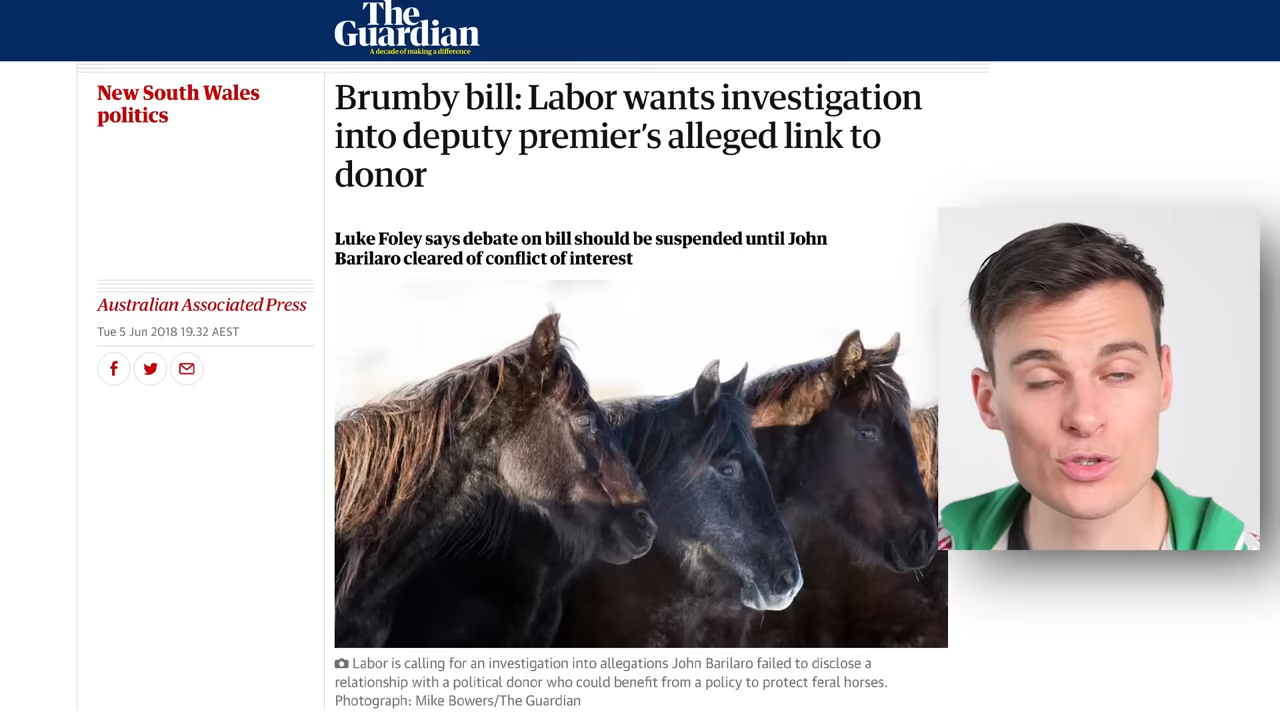 The
Guardian
A decade of making a difference
New South Wales
politics
Brumby bill: Labor wants investigation
into deputy premier's alleged link to
donor
Luke Foley says debate on bill should be suspended until John
Barilaro cleared of conflict of interest
Australian Associated Press
Tue 5 Jun 2018 19.32 AEST
Labor is calling for an investigation into allegations John Barilaro failed to disclose a
relationship with a political donor who could benefit from a policy to protect feral horses.
Photograph: Mike Bowers/The Guardian